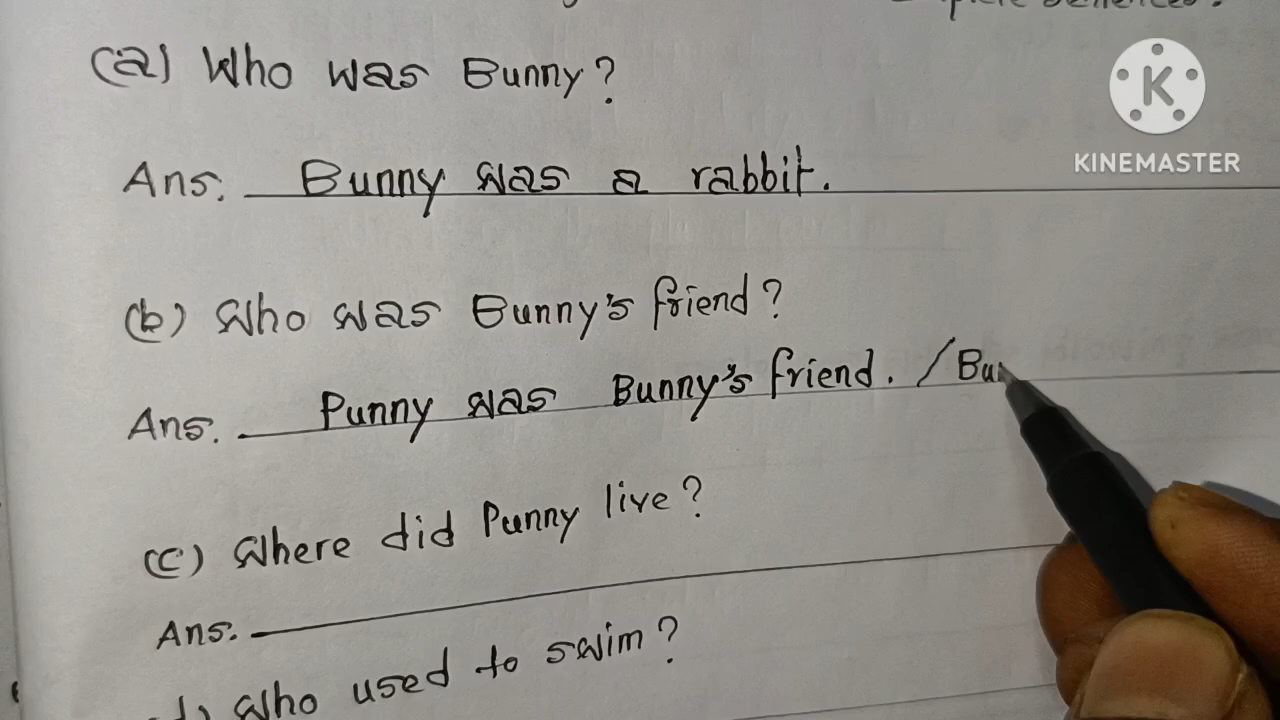 sentences.
(a) Who was Bunny?
Ans. Bunny was a rabbit.
(b) Who was Bunny's friend?
Ans. Punny was Bunny's friend. / Bu
(c) Where did Punny live?
Ans.
d) Who used to swim?
K
KINEMASTER